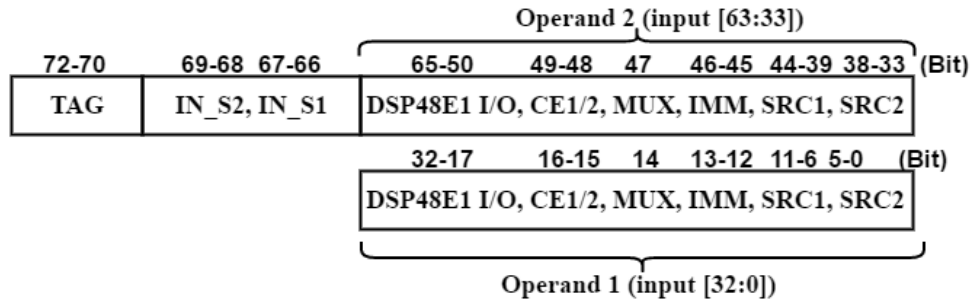 Operand 2 (input [63:33])
72-70 69-68 67-66 65-50 49-48 47 46-45 44-39 38-33 (Bit)
TAG IN_S2, IN_S1 DSP48E1 I/O, CE1/2, MUX, IMM, SRC1, SRC2
32-17 16-15 14 13-12 11-6 5-0 (Bit)
DSP48E1 I/O, CE1/2, MUX, IMM, SRC1, SRC2
Operand 1 (input [32:0])